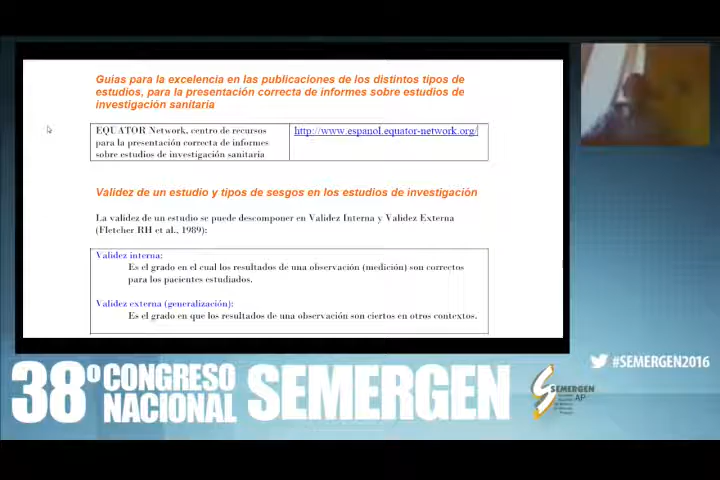 Guías para la excelencia en las publicaciones de los distintos tipos de
estudios, para la presentación correcta de informes sobre estudios de
investigación sanitaria
EQUATOR Network, centro de recursos
para la presentación correcta de informes
sobre estudios de investigación sanitaria
http://www.espanol.equator-network.org/
Validez de un estudio y tipos de sesgos en los estudios de investigación
La validez de un estudio se puede descomponer en Validez Interna y Validez Externa
(Fletcher RH et al., 1989):
Validez interna:
Es el grado en el cual los resultados de una observación (medición) son correctos
para los pacientes estudiados.
Validez externa (generalización):
Es el grado en que los resultados de una observación son ciertos en otros contextos.
#SEMERGEN2016
38º CONGRESO
NACIONAL
SEMERGEN
SEMERGEN
AP